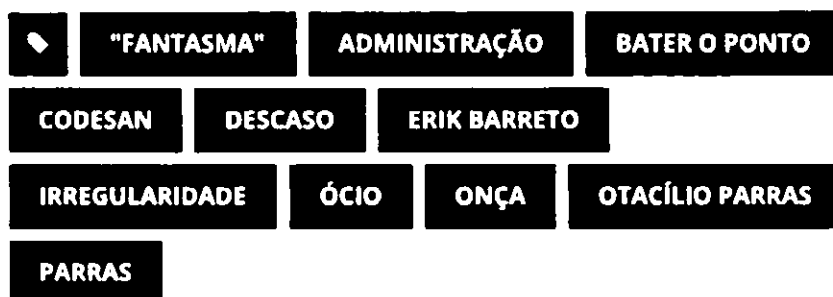 "FANTASMA" ADMINISTRAÇÃO BATER O PONTO
CODESAN DESCASO ERIK BARRETO
IRREGULARIDADE ÓCIO ONÇA OTACÍLIO PARRAS
PARRAS